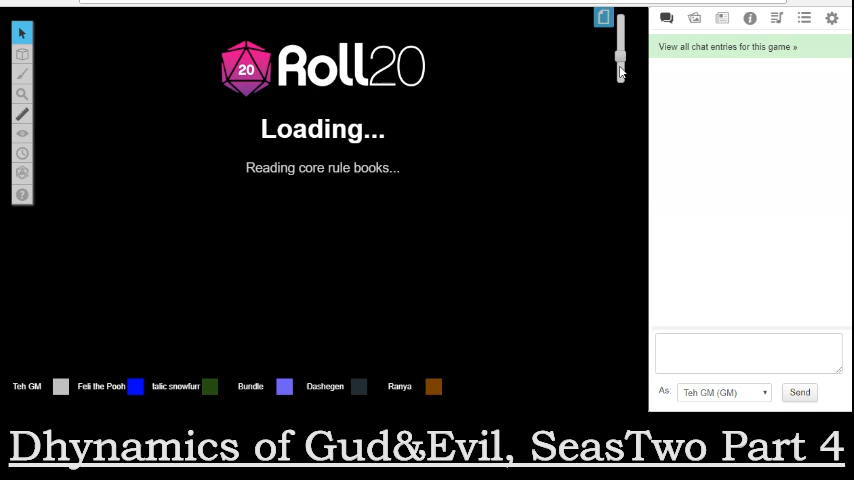 20 Roll20
Loading...
Reading core rule books...
View all chat entries for this game »
As: Teh GM (GM) Send
Teh GM Feli the Pooh talic snowfurr Bundle Dashegen Ranya
Dhynamics of Gud&Evil, SeasTwo Part 4